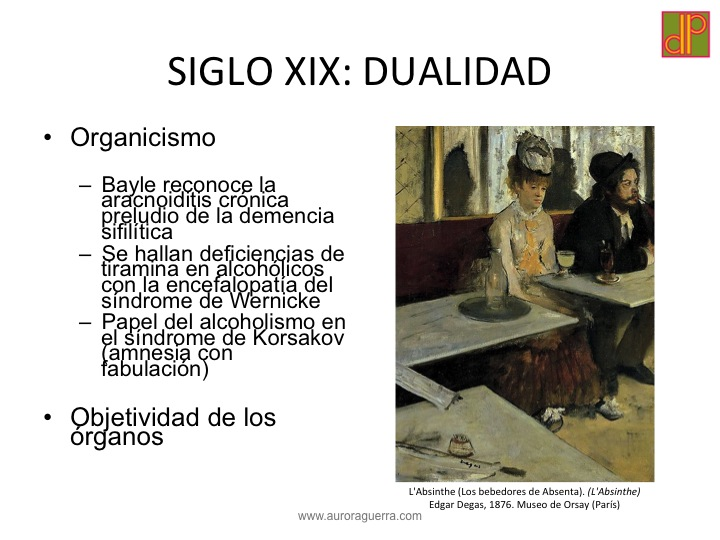 SIGLO XIX: DUALIDAD
• Organicismo
– Bayle reconoce la
aracnoiditis crónica
preludio de la demencia
sifilítica
– Se hallan deficiencias de
tiramina en alcohólicos
con la encefalopatía del
síndrome de Wernicke
– Papel del alcoholismo en
el síndrome de Korsakov
(amnesia con
fabulación)
• Objetividad de los
órganos
L'Absinthe (Los bebedores de Absenta). (L'Absinthe)
Edgar Degas, 1876. Museo de Orsay (París)
www.auroraguerra.com